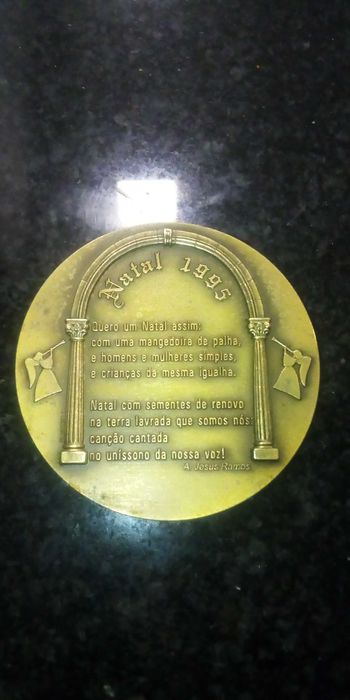 Natal 1995
Quero um Natal assim:
com uma mangedoira de palha,
e homens e mulheres simples,
e crianças da mesma igualha.
Natal com sementes de renovo
na terra lavrada que somos nós:
canção cantada
no uníssono da nossa voz!
A. Jesus Ramos